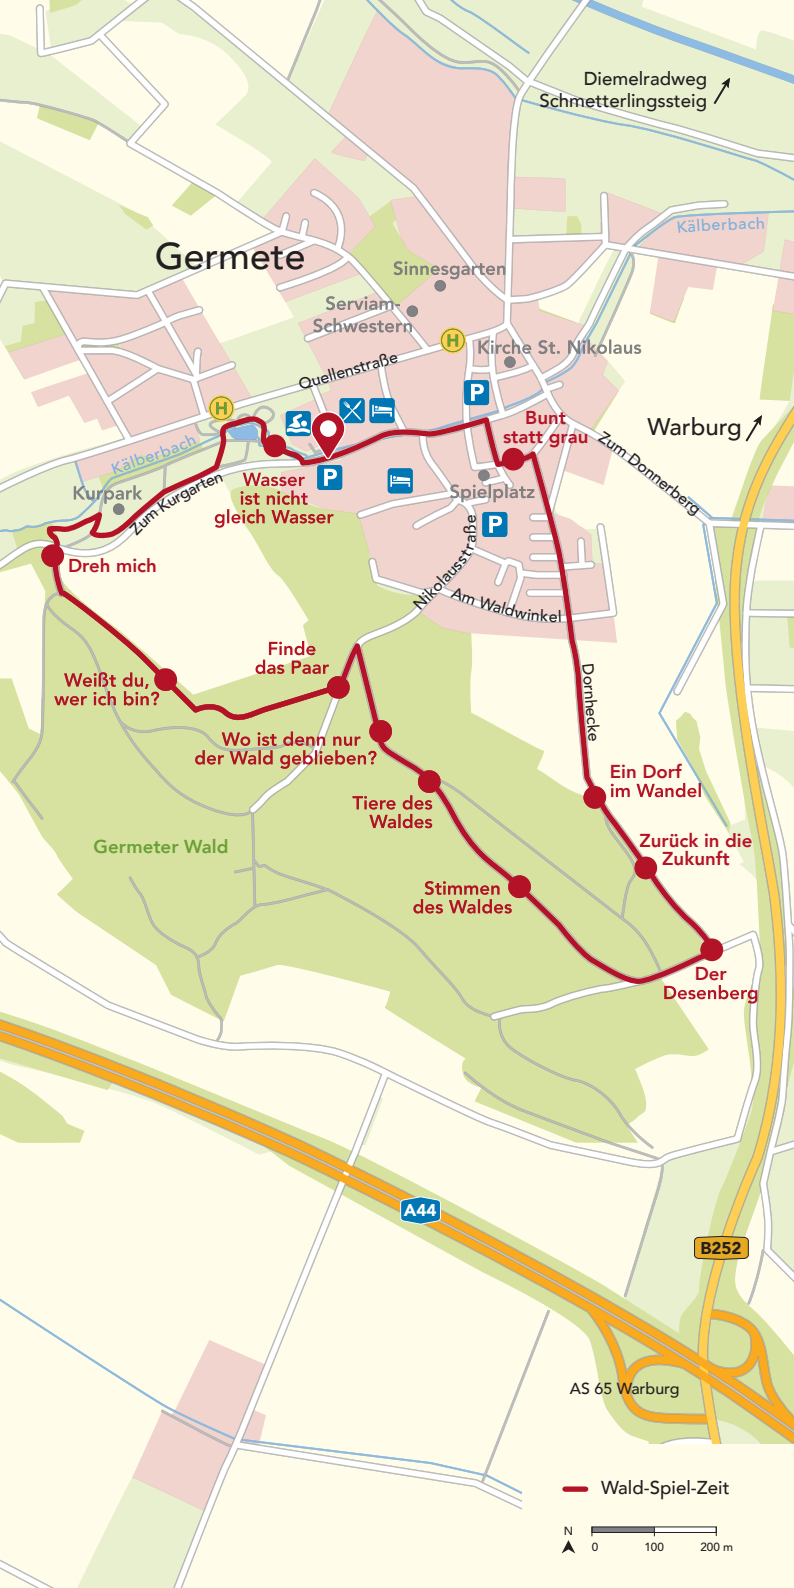 Diemelradweg
Schmetterlingssteig
Kälberbach
Germete
Sinnesgarten
Serviam-
Schwestern
H
Kirche St. Nikolaus
Quellenstraße
P
H
Bunt
statt grau
Warburg
Zum Donnerberg
Kälberbach
Wasser
ist nicht
gleich Wasser
P
Kurpark
Zum Kurgarten
Spielplatz
P
Nikolausstraße
Dreh mich
Am Waldwinkel
Finde
das Paar
Weißt du,
wer ich bin?
Dornhecke
Wo ist denn nur
der Wald geblieben?
Ein Dorf
im Wandel
Tiere des
Waldes
Zurück in die
Zukunft
Germeter Wald
Stimmen
des Waldes
Der
Desenberg
A44
B252
AS 65 Warburg
Wald-Spiel-Zeit
N
0 100 200 m